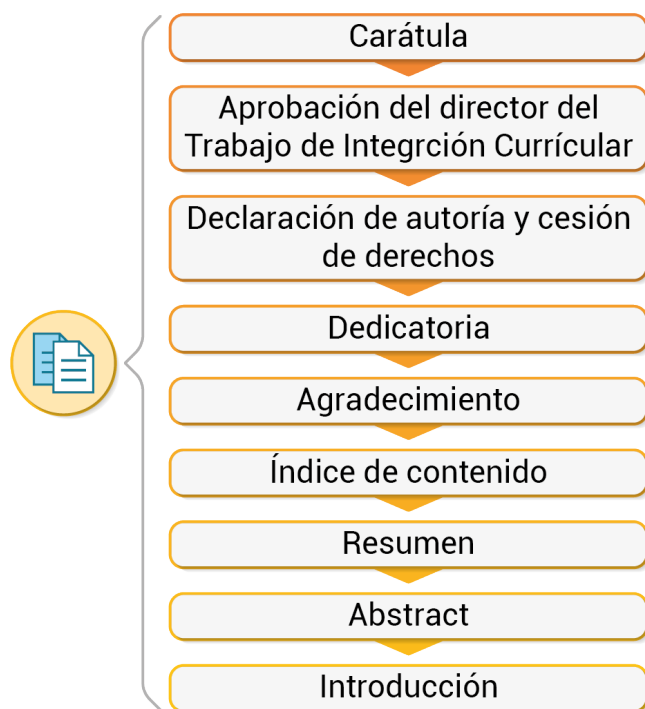 Carátula
Aprobación del director del
Trabajo de Integrción Currícular
Declaración de autoría y cesión
de derechos
Dedicatoria
Agradecimiento
Índice de contenido
Resumen
Abstract
Introducción